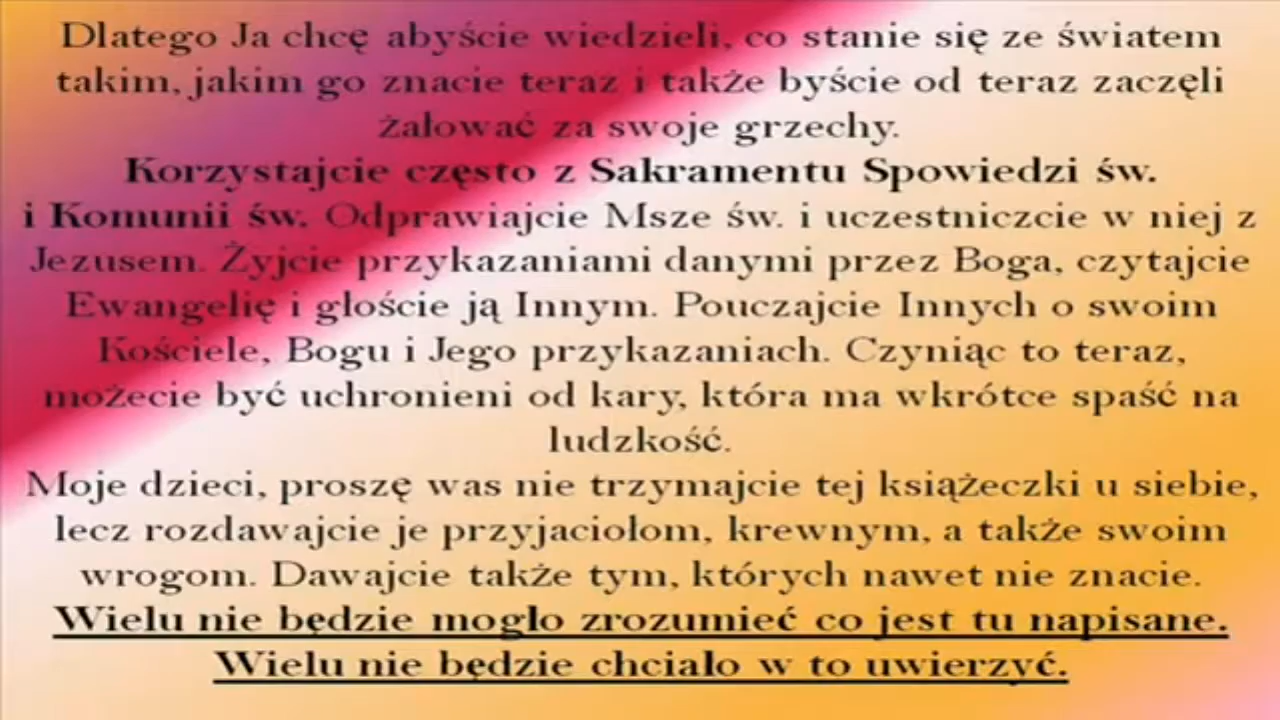 Dlatego Ja chcę abyście wiedzieli, co stanie się ze światem
takim, jakim go znacie teraz i także byście od teraz zaczęli
żałować za swoje grzechy.
Korzystajcie często z Sakramentu Spowiedzi św.
i Komunii św. Odprawiajcie Msze św. i uczestniczcie w niej z
Jezusem. Żyjcie przykazaniami danymi przez Boga, czytajcie
Ewangelię i głoście ją Innym. Pouczajcie Innych o swoim
Kościele, Bogu i Jego przykazaniach. Czyniąc to teraz,
możecie być uchronieni od kary, która ma wkrótce spaść na
ludzkość.
Moje dzieci, proszę was nie trzymajcie tej książeczki u siebie,
lecz rozdawajcie je przyjaciołom, krewnym, a także swoim
wrogom. Dawajcie także tym, których nawet nie znacie.
Wielu nie będzie mogło zrozumieć co jest tu napisane.
Wielu nie będzie chciało w to uwierzyć.